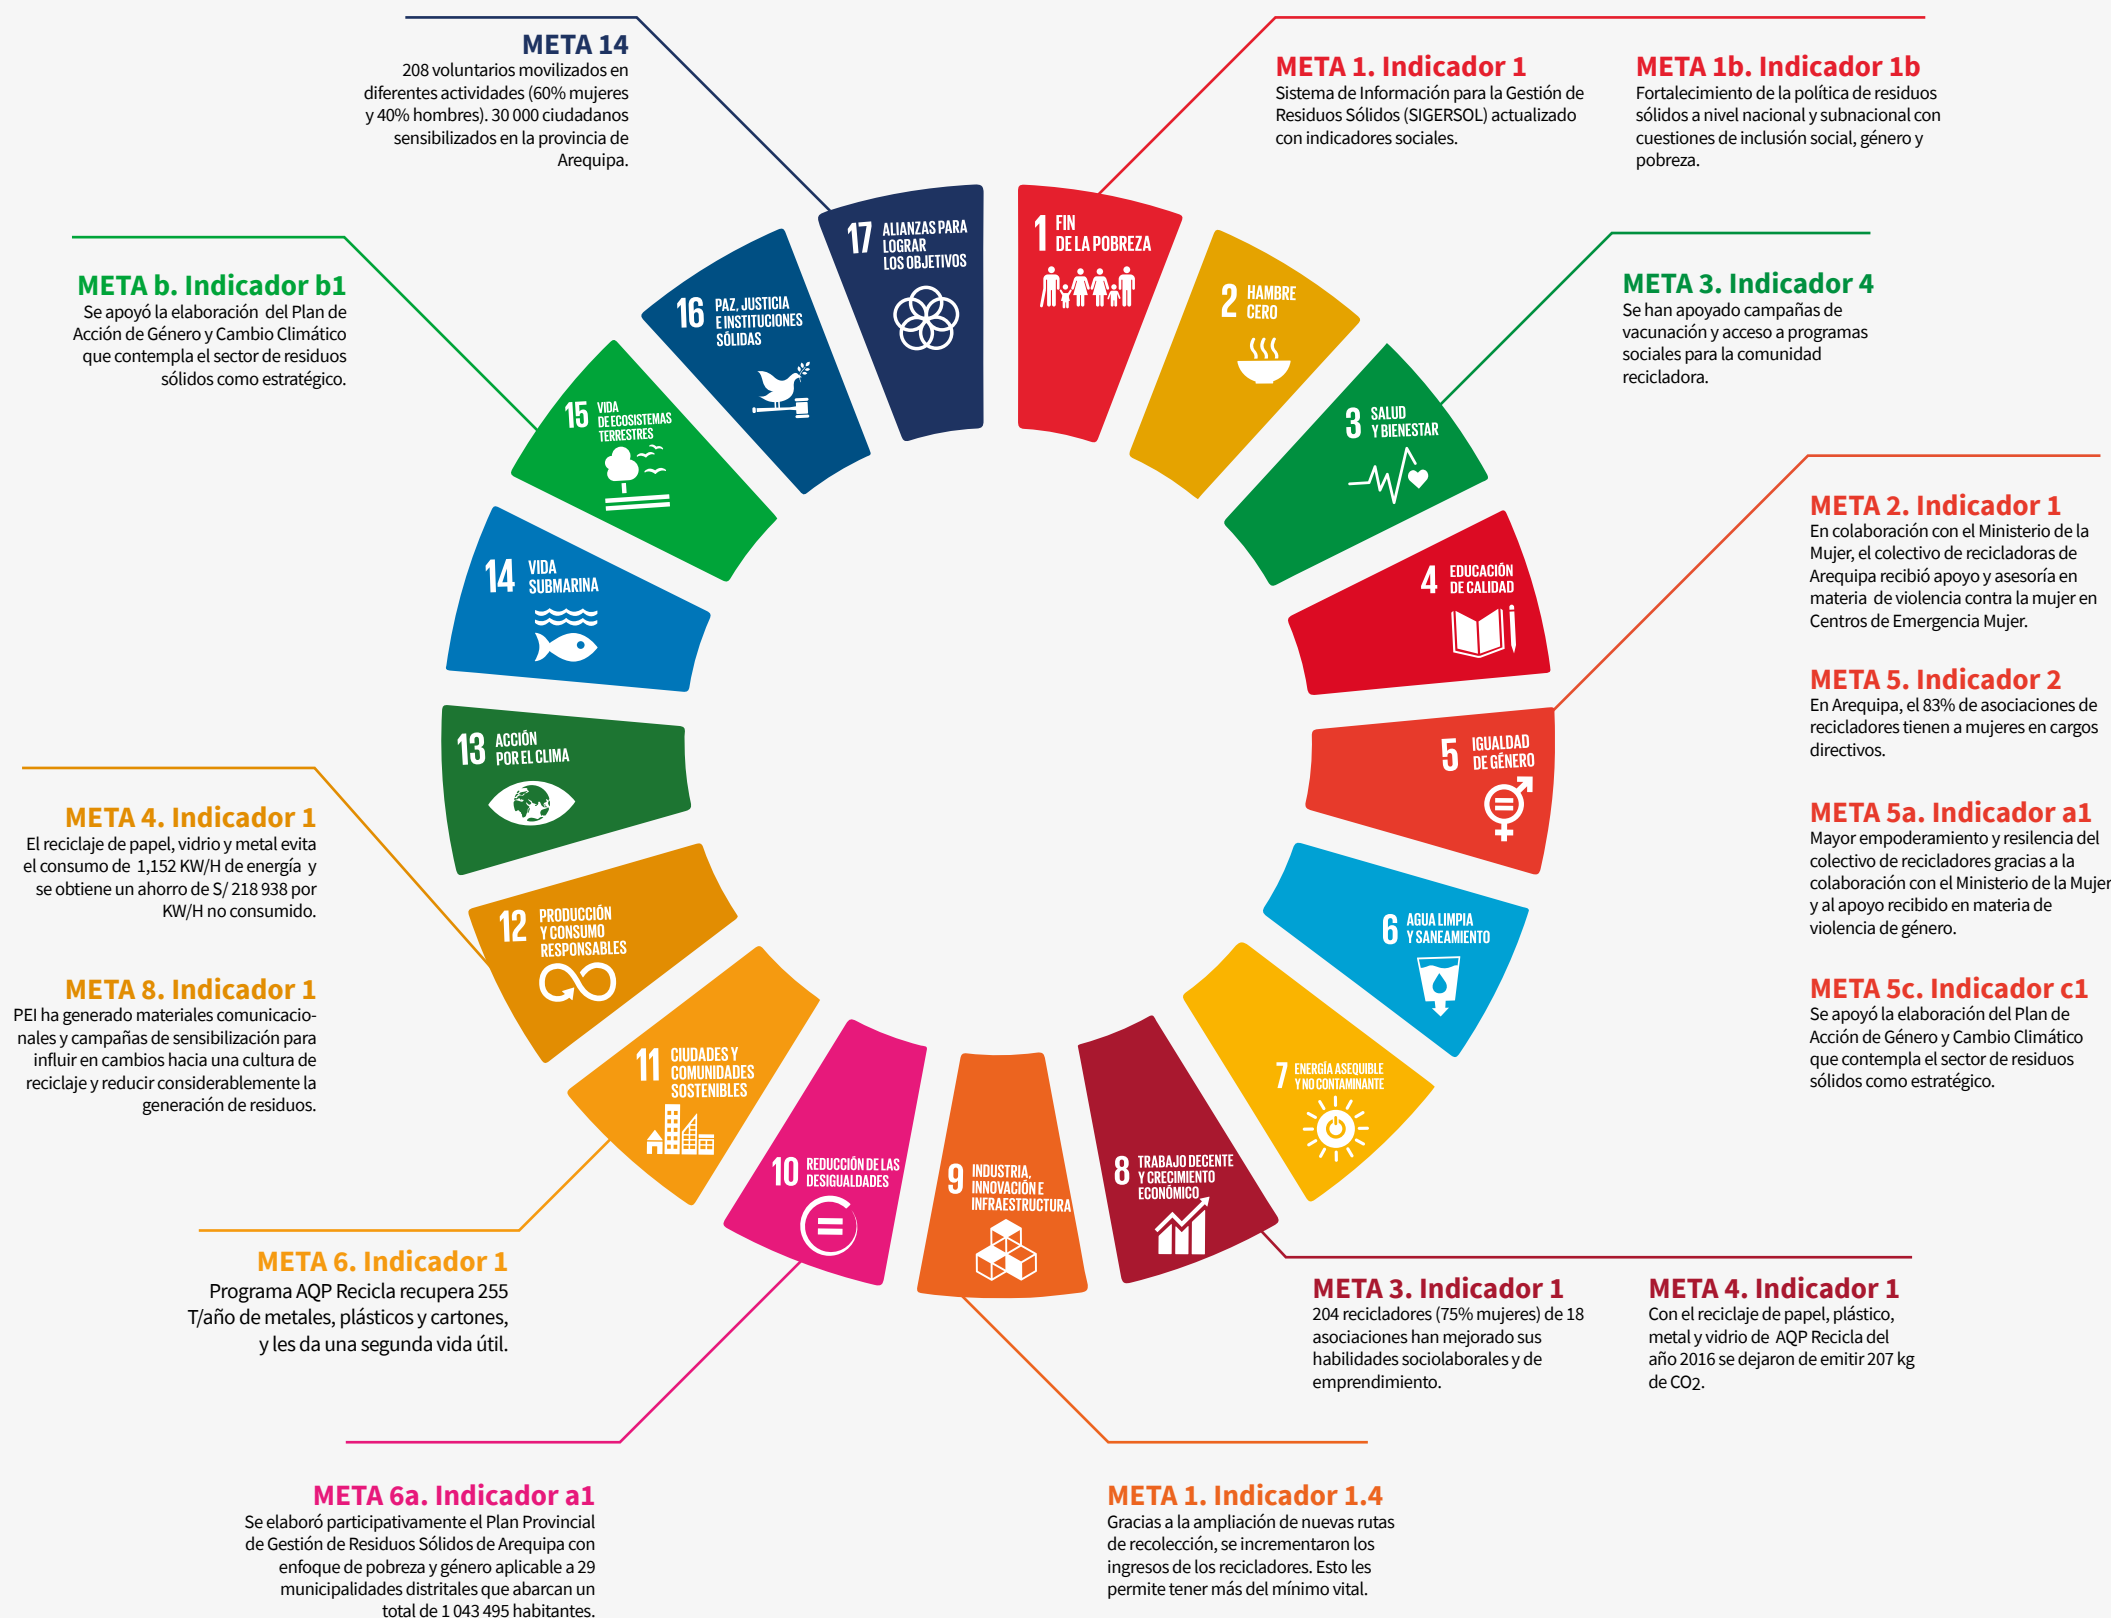 META 14
208 voluntarios movilizados en
diferentes actividades (60% mujeres
y 40% hombres). 30 000 ciudadanos
sensibilizados en la provincia de
Arequipa.
META 1. Indicador 1
Sistema de Información para la Gestión de
Residuos Sólidos (SIGERSOL) actualizado
con indicadores sociales.
META 1b. Indicador 1b
Fortalecimiento de la política de residuos
sólidos a nivel nacional y subnacional con
cuestiones de inclusión social, género y
pobreza.
META b. Indicador b1
Se apoyó la elaboración del Plan de
Acción de Género y Cambio Climático
que contempla el sector de residuos
sólidos como estratégico.
META 3. Indicador 4
Se han apoyado campañas de
vacunación y acceso a programas
sociales para la comunidad
recicladora.
META 2. Indicador 1
En colaboración con el Ministerio de la
Mujer, el colectivo de recicladoras de
Arequipa recibió apoyo y asesoría en
materia de violencia contra la mujer en
Centros de Emergencia Mujer.
META 5. Indicador 2
En Arequipa, el 83% de asociaciones de
recicladores tienen a mujeres en cargos
directivos.
META 5a. Indicador a1
Mayor empoderamiento y resilencia del
colectivo de recicladores gracias a la
colaboración con el Ministerio de la Mujer
y al apoyo recibido en materia de
violencia de género.
META 5c. Indicador c1
Se apoyó la elaboración del Plan de
Acción de Género y Cambio Climático
que contempla el sector de residuos
sólidos como estratégico.
1 FIN
DE LA POBREZA
2 HAMBRE
CERO
3 SALUD
Y BIENESTAR
4 EDUCACIÓN
DE CALIDAD
5 IGUALDAD
DE GÉNERO
6 AGUA LIMPIA
Y SANEAMIENTO
7 ENERGÍA ASEQUIBLE
Y NO CONTAMINANTE
8 TRABAJO DECENTE
Y CRECIMIENTO
ECONÓMICO
9 INDUSTRIA,
INNOVACIÓN E
INFRAESTRUCTURA
10 REDUCCIÓN DE LAS
DESIGUALDADES
11 CIUDADES Y
COMUNIDADES
SOSTENIBLES
12 PRODUCCIÓN
Y CONSUMO
RESPONSABLES
13 ACCIÓN
POR EL CLIMA
14 VIDA
SUBMARINA
15 VIDA
DE ECOSISTEMAS
TERRESTRES
16 PAZ, JUSTICIA
E INSTITUCIONES
SÓLIDAS
17 ALIANZAS PARA
LOGRAR
LOS OBJETIVOS
META 4. Indicador 1
El reciclaje de papel, vidrio y metal evita
el consumo de 1,152 KW/H de energía y
se obtiene un ahorro de S/ 218 938 por
KW/H no consumido.
META 8. Indicador 1
PEI ha generado materiales comunicacio-
nales y campañas de sensibilización para
influir en cambios hacia una cultura de
reciclaje y reducir considerablemente la
generación de residuos.
META 6. Indicador 1
Programa AQP Recicla recupera 255
T/año de metales, plásticos y cartones,
y les da una segunda vida útil.
META 3. Indicador 1
204 recicladores (75% mujeres) de 18
asociaciones han mejorado sus
habilidades sociolaborales y de
emprendimiento.
META 4. Indicador 1
Con el reciclaje de papel, plástico,
metal y vidrio de AQP Recicla del
año 2016 se dejaron de emitir 207 kg
de CO2.
META 6a. Indicador a1
Se elaboró participativamente el Plan Provincial
de Gestión de Residuos Sólidos de Arequipa con
enfoque de pobreza y género aplicable a 29
municipalidades distritales que abarcan un
total de 1 043 495 habitantes.
META 1. Indicador 1.4
Gracias a la ampliación de nuevas rutas
de recolección, se incrementaron los
ingresos de los recicladores. Esto les
permite tener más del mínimo vital.